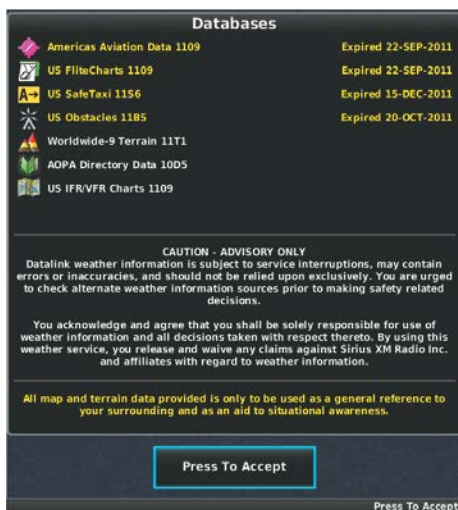 Databases
Americas Aviation Data 1109 Expired 22-SEP-2011
US FliteCharts 1109 Expired 22-SEP-2011
A→ US SafeTaxi 11S6 Expired 15-DEC-2011
US Obstacles 11B5 Expired 20-OCT-2011
Worldwide-9 Terrain 11T1
AOPA Directory Data 10D5
US IFR/VFR Charts 1109
CAUTION - ADVISORY ONLY
Datalink weather information is subject to service interruptions, may contain
errors or inaccuracies, and should not be relied upon exclusively. You are urged
to check alternate weather information sources prior to making safety related
decisions.
You acknowledge and agree that you shall be solely responsible for use of
weather information and all decisions taken with respect thereto. By using this
weather service, you release and waive any claims against Sirius XM Radio Inc.
and affiliates with regard to weather information.
All map and terrain data provided is only to be used as a general reference to
your surrounding and as an aid to situational awareness.
Press To Accept
Press To Accept